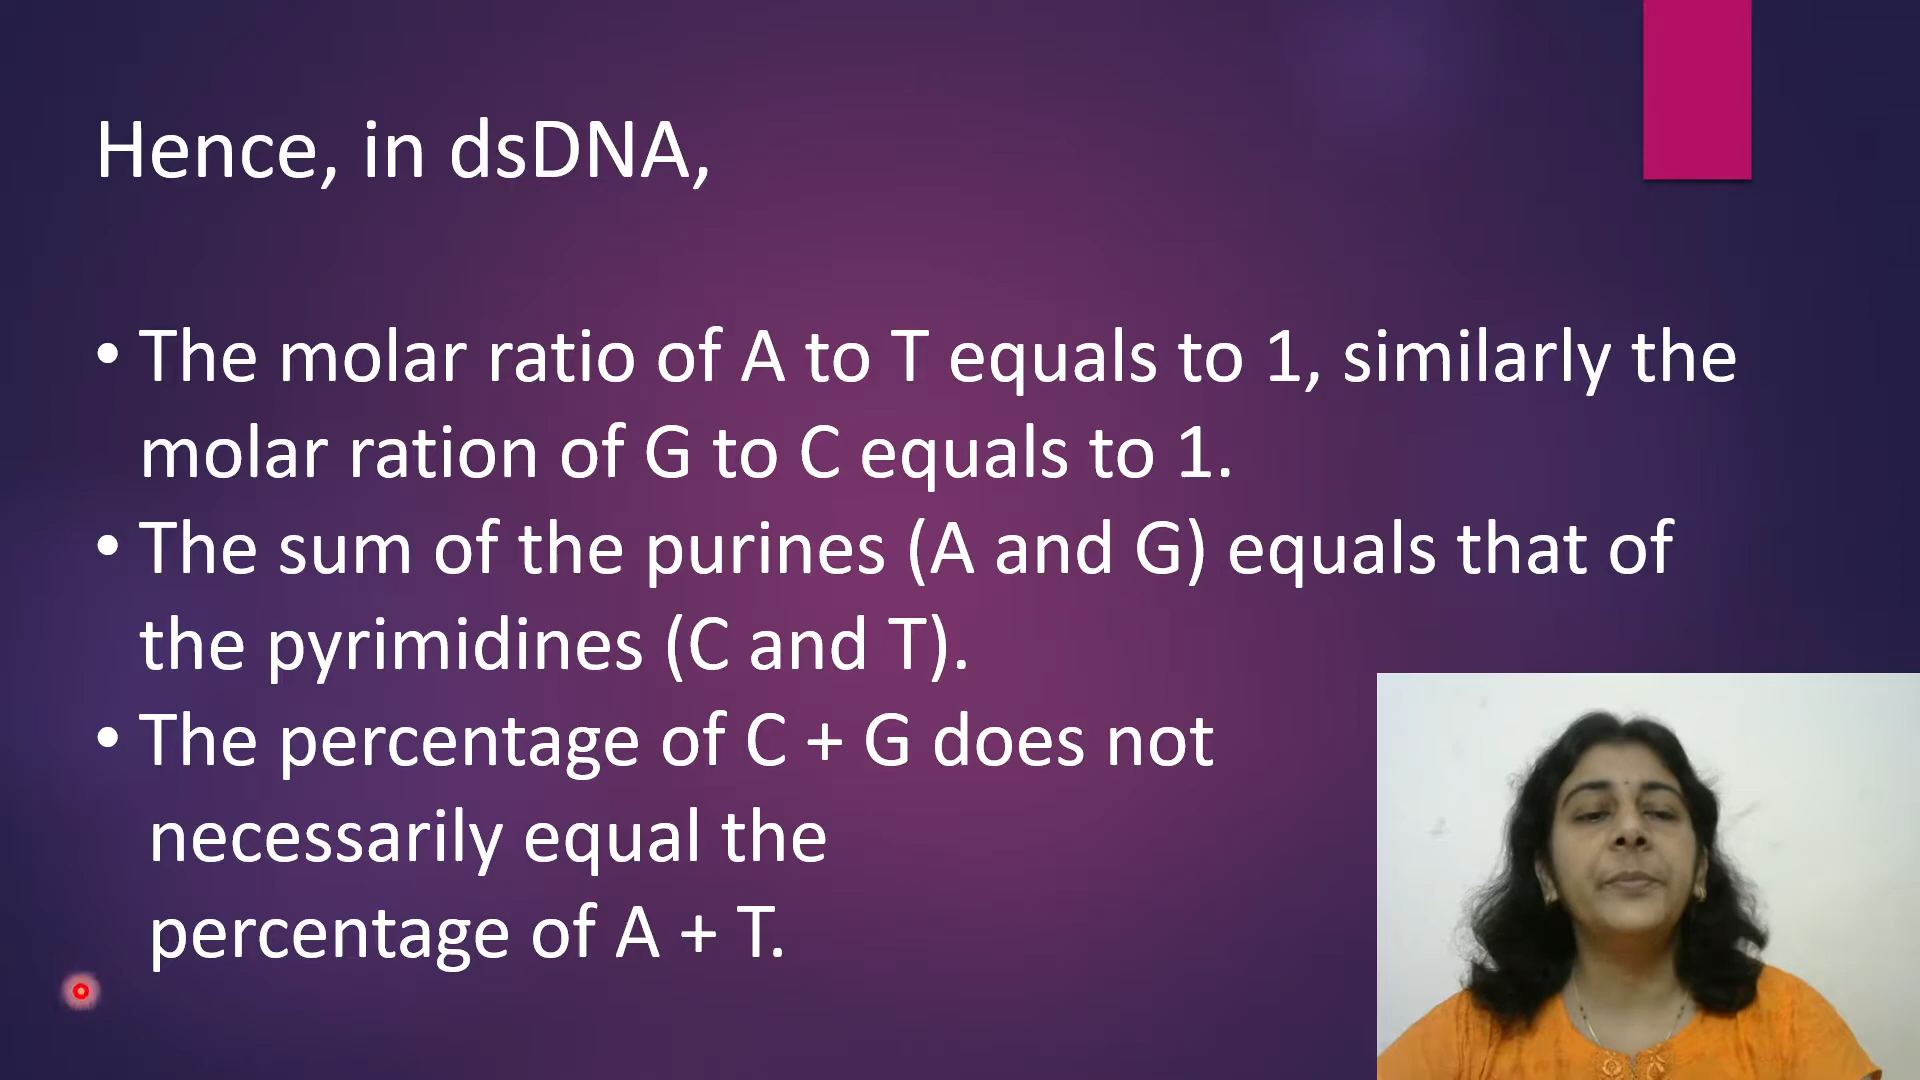 Hence, in dsDNA,
• The molar ratio of A to T equals to 1, similarly the
molar ration of G to C equals to 1.
• The sum of the purines (A and G) equals that of
the pyrimidines (C and T).
• The percentage of C + G does not
necessarily equal the
percentage of A + T.